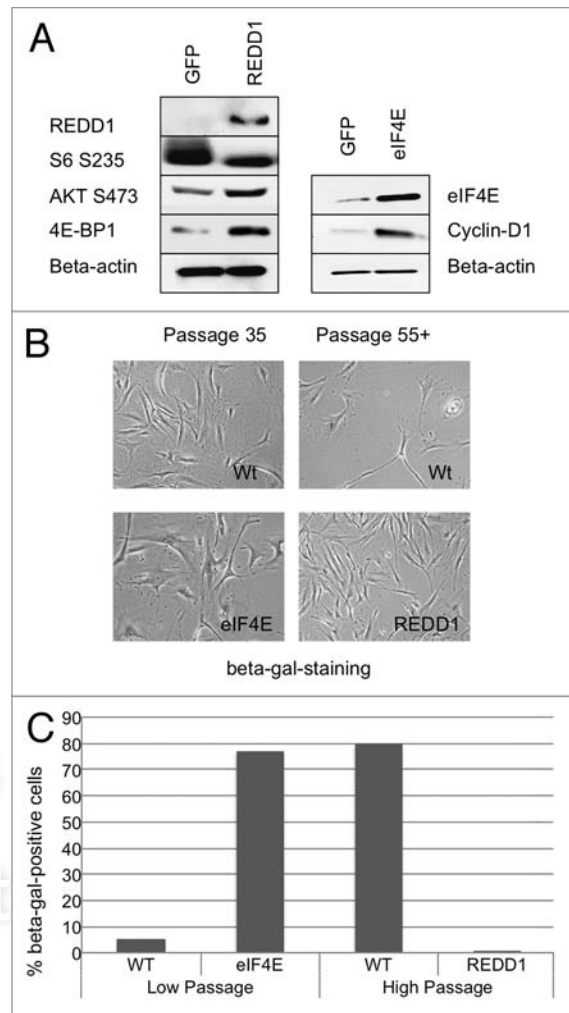 A
GFP
REDD1
REDD1
S6 S235
AKT S473
4E-BP1
Beta-actin
GFP
eIF4E
eIF4E
Cyclin-D1
Beta-actin
B
Passage 35
Passage 55+
Wt
Wt
eIF4E
REDD1
beta-gal-staining
C
% beta-gal-positive cells
90
80
70
60
50
40
30
20
10
0
WT
eIF4E
WT
REDD1
Low Passage
High Passage